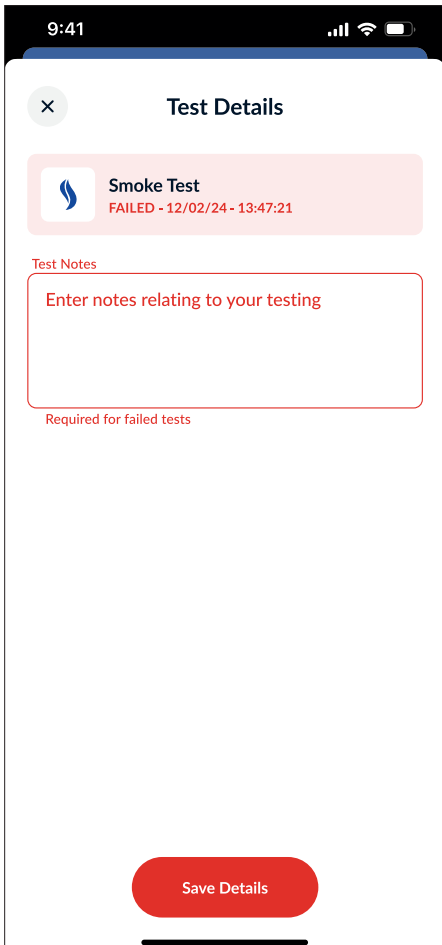 9:41
Test Details
Smoke Test
FAILED - 12/02/24 - 13:47:21
Test Notes
Enter notes relating to your testing
Required for failed tests
Save Details